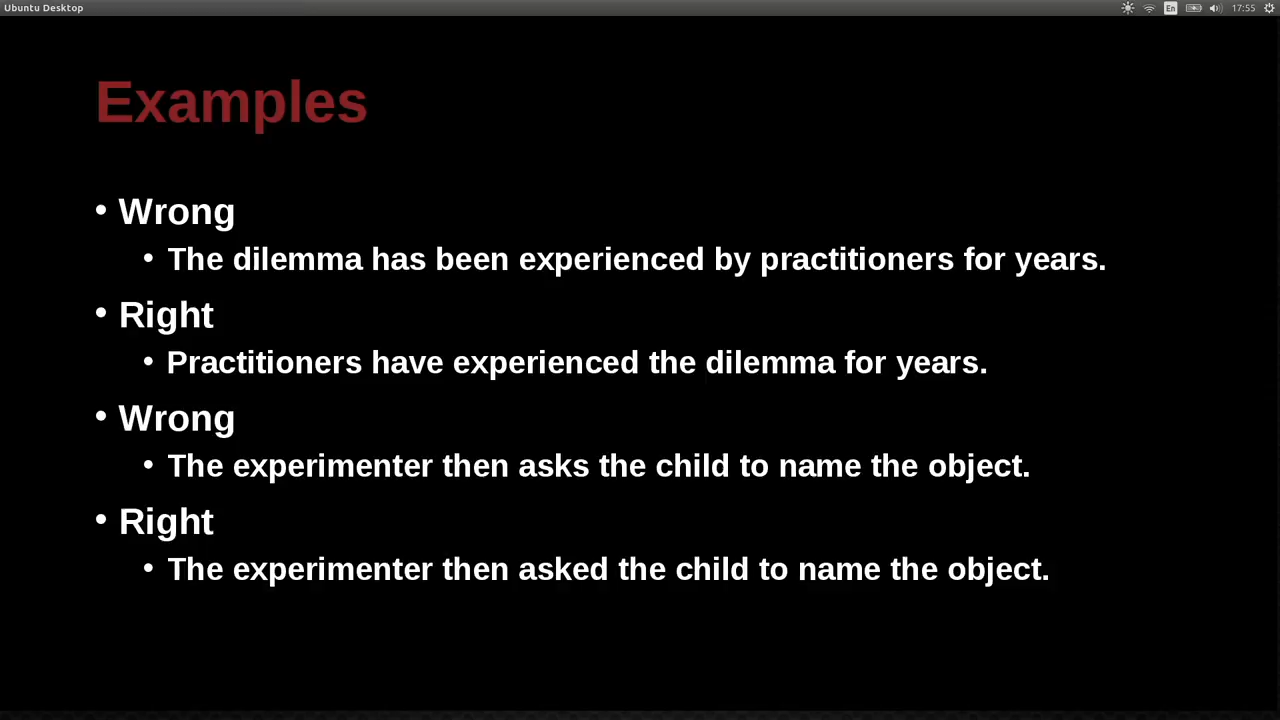 Ubuntu Desktop
En
17:55
Examples
• Wrong
• The dilemma has been experienced by practitioners for years.
• Right
• Practitioners have experienced the dilemma for years.
• Wrong
• The experimenter then asks the child to name the object.
• Right
• The experimenter then asked the child to name the object.